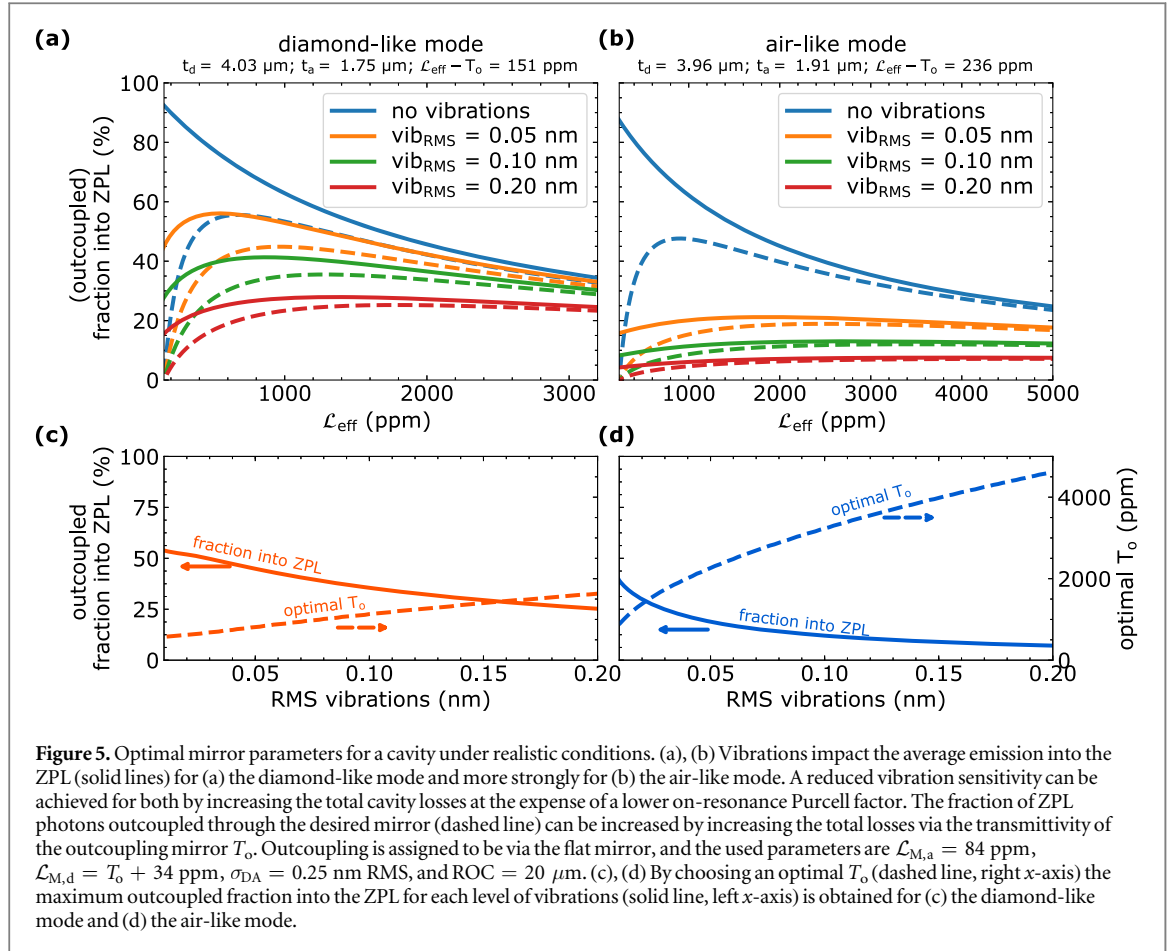 (a)
diamond-like mode
t_d = 4.03 μm; t_a = 1.75 μm; ℒ_eff − T_o = 151 ppm
100
80
60
40
20
0
(outcoupled)
fraction into ZPL (%)
no vibrations
vib_RMS = 0.05 nm
vib_RMS = 0.10 nm
vib_RMS = 0.20 nm
1000
2000
3000
ℒ_eff (ppm)
(b)
air-like mode
t_d = 3.96 μm; t_a = 1.91 μm; ℒ_eff − T_o = 236 ppm
no vibrations
vib_RMS = 0.05 nm
vib_RMS = 0.10 nm
vib_RMS = 0.20 nm
1000
2000
3000
4000
5000
ℒ_eff (ppm)
(c)
100
75
50
25
0
outcoupled
fraction into ZPL (%)
fraction into ZPL
optimal T_o
0.05
0.10
0.15
0.20
RMS vibrations (nm)
(d)
optimal T_o
fraction into ZPL
4000
2000
0
optimal T_o (ppm)
0.05
0.10
0.15
0.20
RMS vibrations (nm)
Figure 5. Optimal mirror parameters for a cavity under realistic conditions. (a), (b) Vibrations impact the average emission into the
ZPL (solid lines) for (a) the diamond-like mode and more strongly for (b) the air-like mode. A reduced vibration sensitivity can be
achieved for both by increasing the total cavity losses at the expense of a lower on-resonance Purcell factor. The fraction of ZPL
photons outcoupled through the desired mirror (dashed line) can be increased by increasing the total losses via the transmittivity of
the outcoupling mirror T_o. Outcoupling is assigned to be via the flat mirror, and the used parameters are ℒ_M,a = 84 ppm,
ℒ_M,d = T_o + 34 ppm, σ_DA = 0.25 nm RMS, and ROC = 20 μm. (c), (d) By choosing an optimal T_o (dashed line, right x-axis) the
maximum outcoupled fraction into the ZPL for each level of vibrations (solid line, left x-axis) is obtained for (c) the diamond-like
mode and (d) the air-like mode.